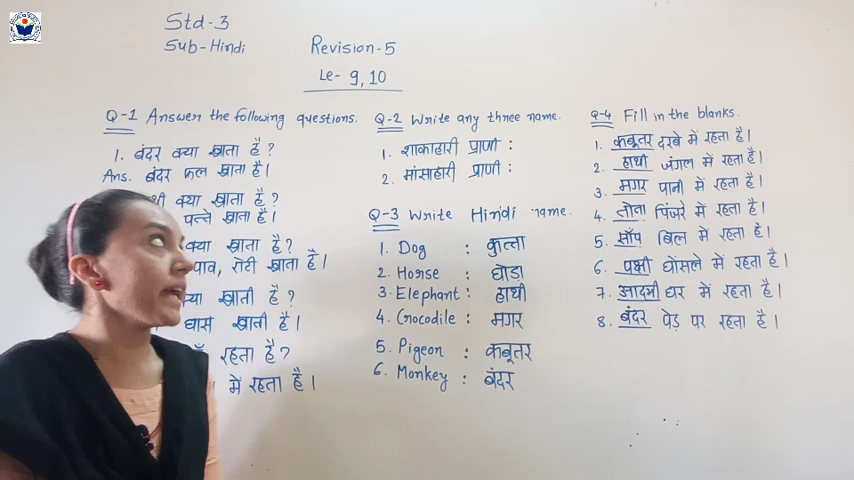 Std-3
Sub-Hindi
Revision-5
Le- 9, 10
Q-1 Answer the following questions.
1. बंदर क्या खाता है?
Ans. बंदर फल खाता है।
क्या खाता है?
पत्ते खाता है।
क्या खाता है?
पाव, रोटी खाता है।
क्या खाती है?
घास खाती है।
रहता है?
में रहता है।
Q-2 Write any three name.
1. शाकाहारी प्राणी :
2. मांसाहारी प्राणी :
Q-3 Write Hindi name.
1. Dog : कुत्ता
2. Horse : घोडा
3. Elephant : हाथी
4. Crocodile : मगर
5. Pigeon : कबूतर
6. Monkey : बंदर
Q-4 Fill in the blanks.
1. कबूतर दरबे में रहता है।
2. हाथी जंगल में रहता है।
3. मगर पानी में रहता है।
4. तोता पिंजरे में रहता है।
5. साँप बिल में रहता है।
6. पक्षी घोंसले में रहता है।
7. आदमी घर में रहता है।
8. बंदर पेड़ पर रहता है।